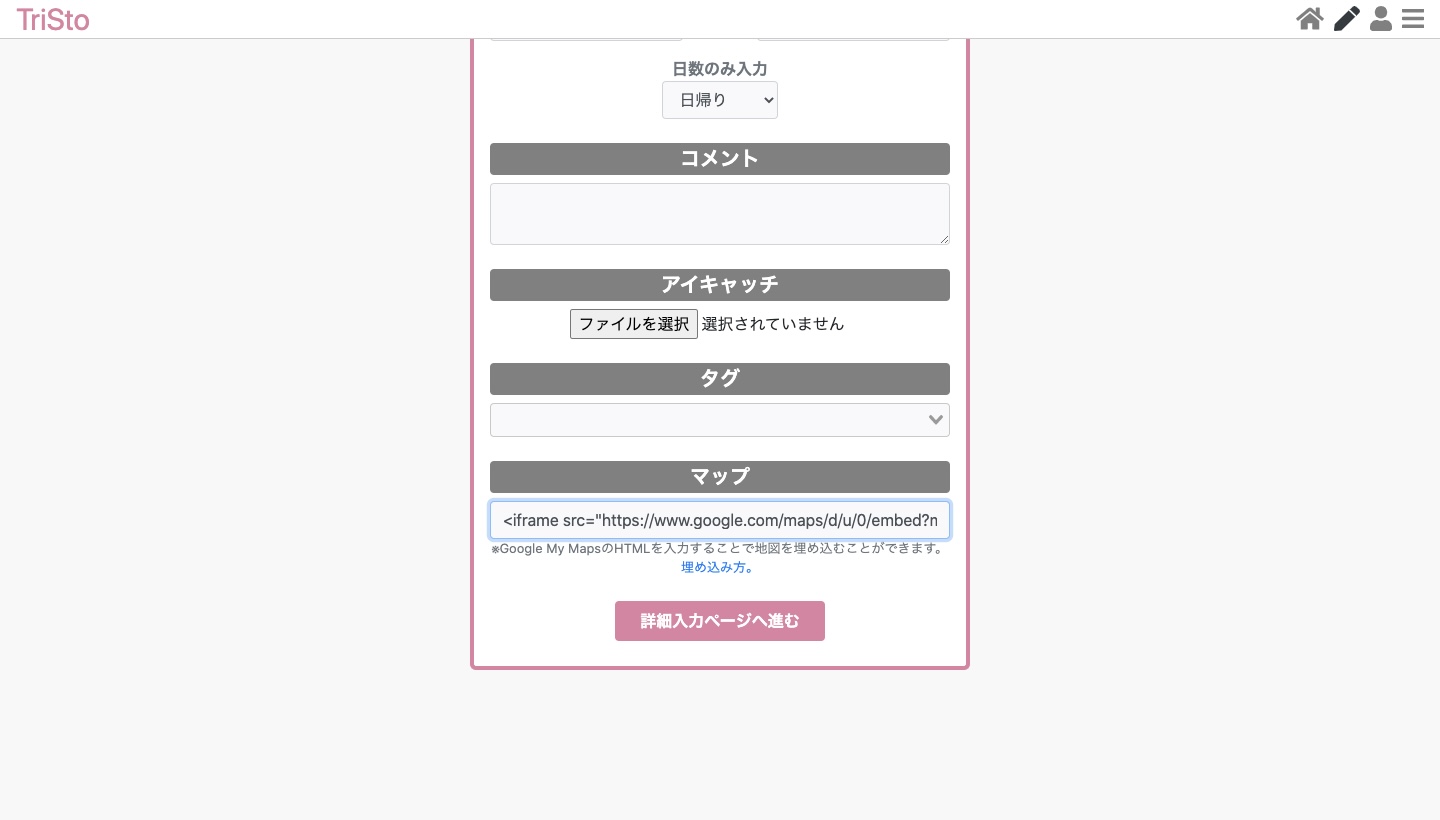 TriSto
日数のみ入力
日帰り
コメント
アイキャッチ
ファイルを選択 選択されていません
タグ
マップ
<iframe src="https://www.google.com/maps/d/u/0/embed?n
※Google My MapsのHTMLを入力することで地図を埋め込むことができます。
埋め込み方。
詳細入力ページへ進む